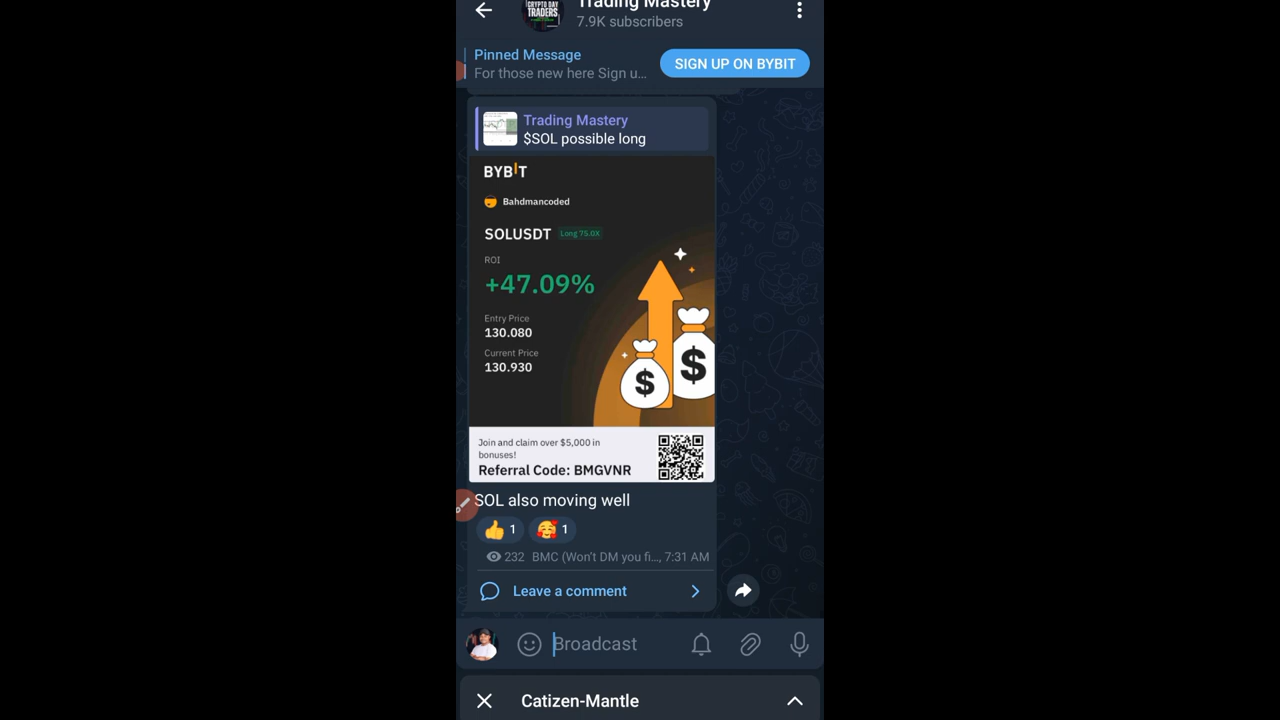 Trading Mastery
7.9K subscribers
CRYPTO DAY
TRADERS
Pinned Message
For those new here Sign u...
SIGN UP ON BYBIT
Trading Mastery
$SOL possible long
BYBIT
Bahdmancoded
SOLUSDT Long 75.0X
ROI
+47.09%
Entry Price
130.080
Current Price
130.930
$ $
Join and claim over $5,000 in
bonuses!
Referral Code: BMGVNR
SOL also moving well
👍 1 🥰 1
232 BMC (Won't DM you fi..., 7:31 AM
Leave a comment
Broadcast
Catizen-Mantle